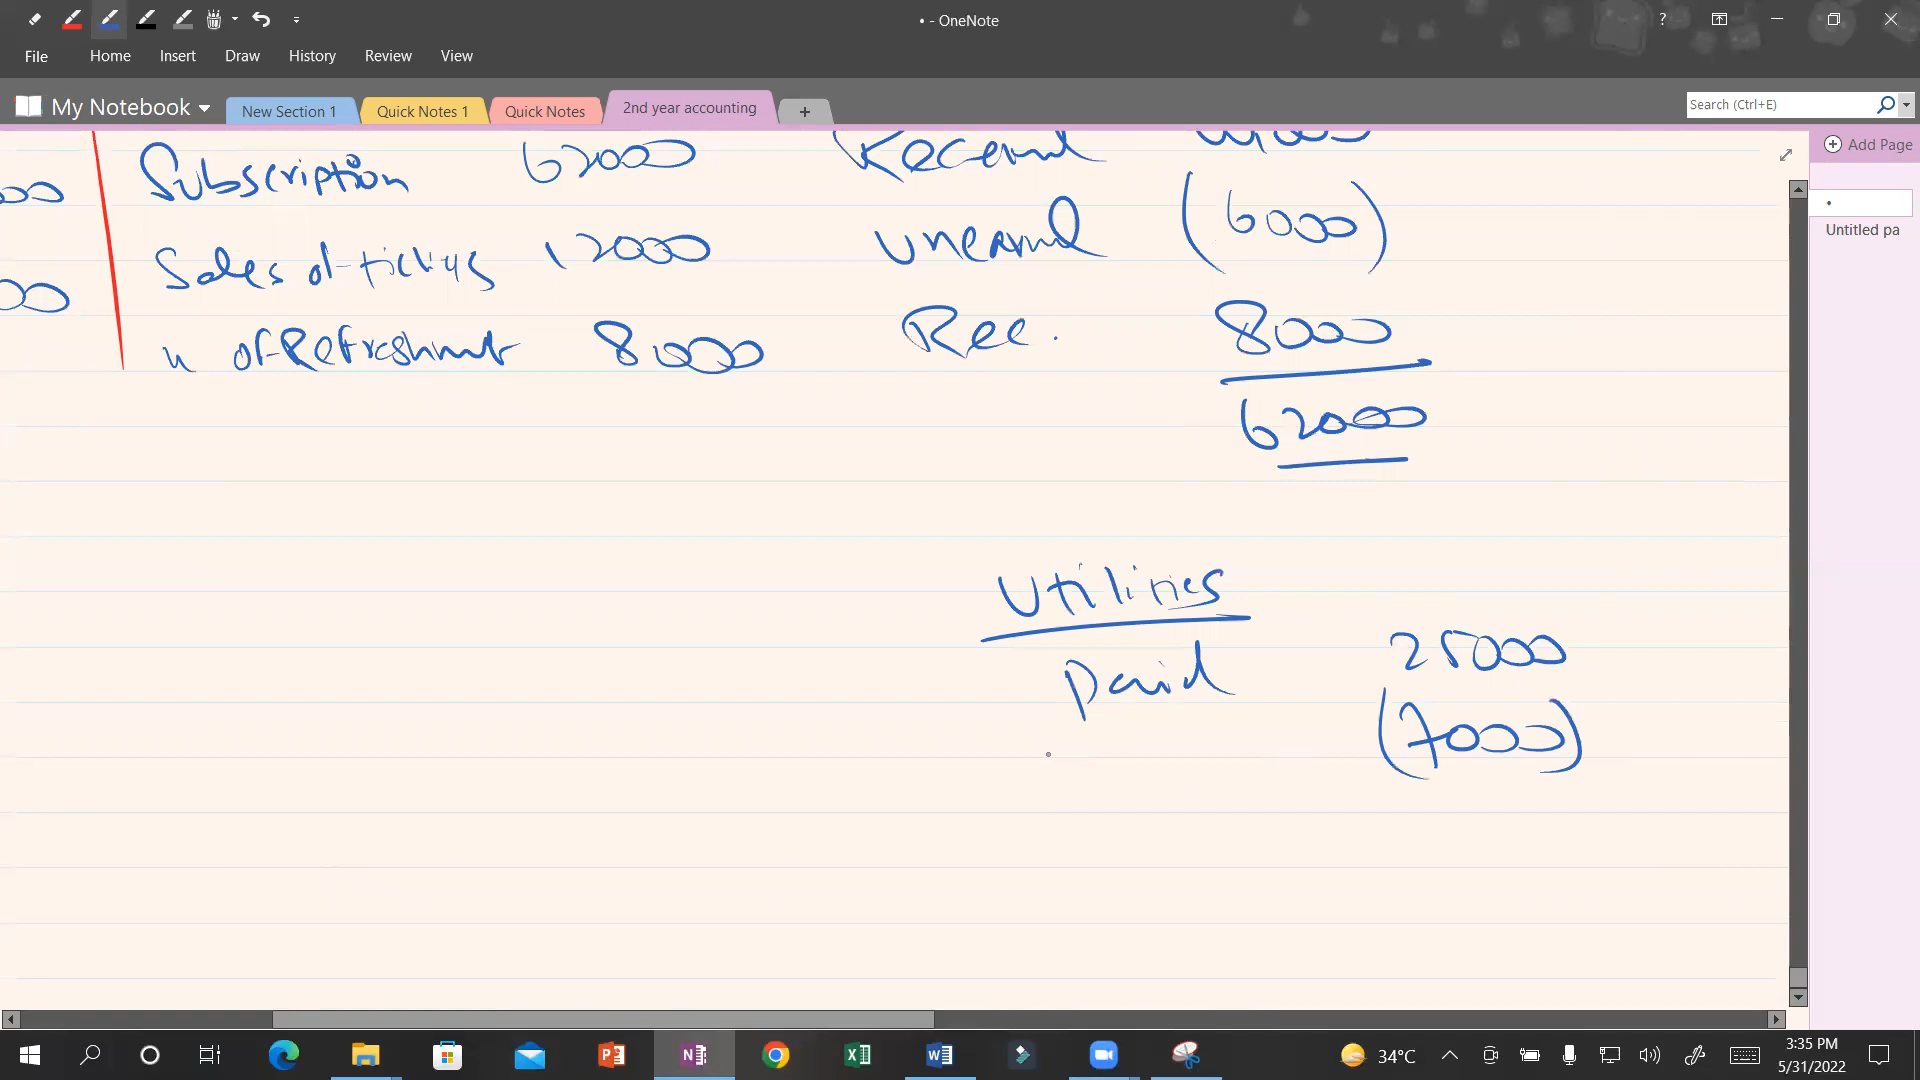 • - OneNote
?
File Home Insert Draw History Review View
My Notebook New Section 1 Quick Notes 1 Quick Notes 2nd year accounting +
Search (Ctrl+E)
Add Page
•
Untitled pa
Subscription 62000
Sales of tickets 12000
" of Refreshment 8000
Received
unearned (6000)
Rec. 8000
62000
Utilities
paid 25000
(7000)
34°C
3:35 PM
5/31/2022